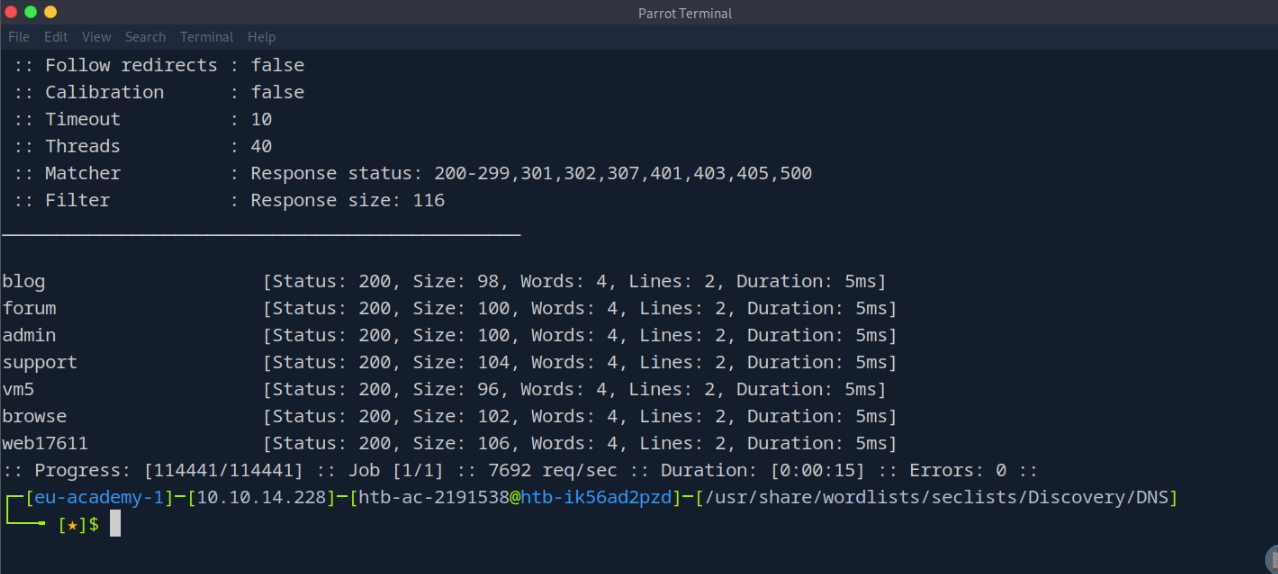 Parrot Terminal
File Edit View Search Terminal Help
:: Follow redirects : false
:: Calibration : false
:: Timeout : 10
:: Threads : 40
:: Matcher : Response status: 200-299,301,302,307,401,403,405,500
:: Filter : Response size: 116
________________________________________________
blog [Status: 200, Size: 98, Words: 4, Lines: 2, Duration: 5ms]
forum [Status: 200, Size: 100, Words: 4, Lines: 2, Duration: 5ms]
admin [Status: 200, Size: 100, Words: 4, Lines: 2, Duration: 5ms]
support [Status: 200, Size: 104, Words: 4, Lines: 2, Duration: 5ms]
vm5 [Status: 200, Size: 96, Words: 4, Lines: 2, Duration: 5ms]
browse [Status: 200, Size: 102, Words: 4, Lines: 2, Duration: 5ms]
web17611 [Status: 200, Size: 106, Words: 4, Lines: 2, Duration: 5ms]
:: Progress: [114441/114441] :: Job [1/1] :: 7692 req/sec :: Duration: [0:00:15] :: Errors: 0 ::
┌─[eu-academy-1]─[10.10.14.228]─[htb-ac-2191538@htb-ik56ad2pzd]─[/usr/share/wordlists/seclists/Discovery/DNS]
└──╼ [★]$